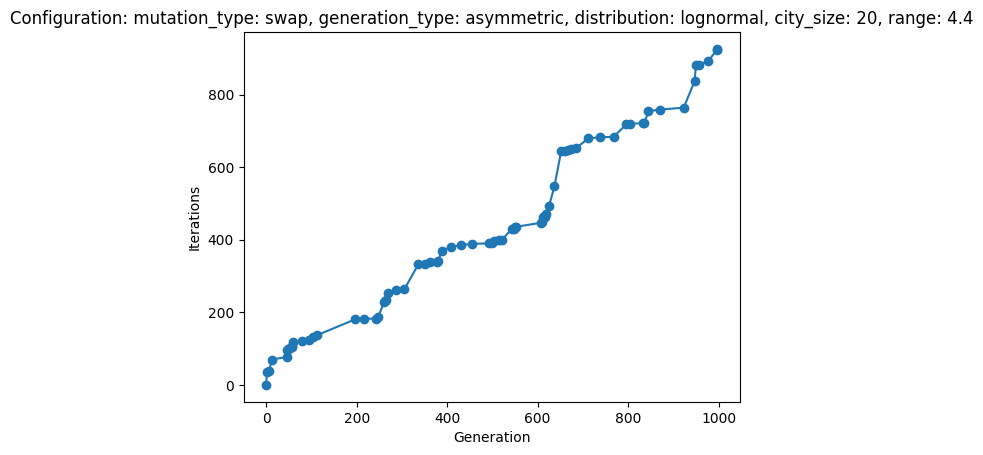 Configuration: mutation_type: swap, generation_type: asymmetric, distribution: lognormal, city_size: 20, range: 4.4
800
600
400
200
0
Iterations
0 200 400 600 800 1000
Generation